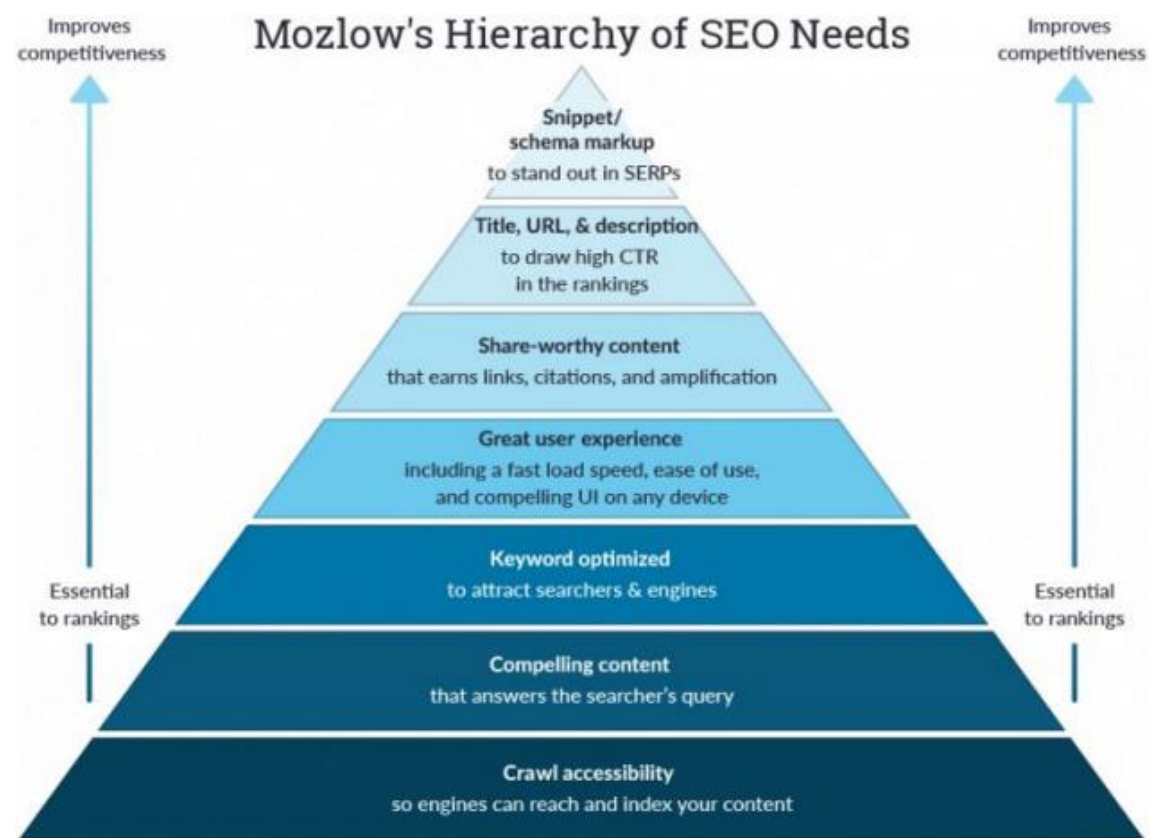 Mozlow's Hierarchy of SEO Needs
Improves
competitiveness
Improves
competitiveness
Snippet/
schema markup
to stand out in SERPs
Title, URL, & description
to draw high CTR
in the rankings
Share-worthy content
that earns links, citations, and amplification
Great user experience
including a fast load speed, ease of use,
and compelling UI on any device
Keyword optimized
to attract searchers & engines
Essential
to rankings
Essential
to rankings
Compelling content
that answers the searcher's query
Crawl accessibility
so engines can reach and index your content